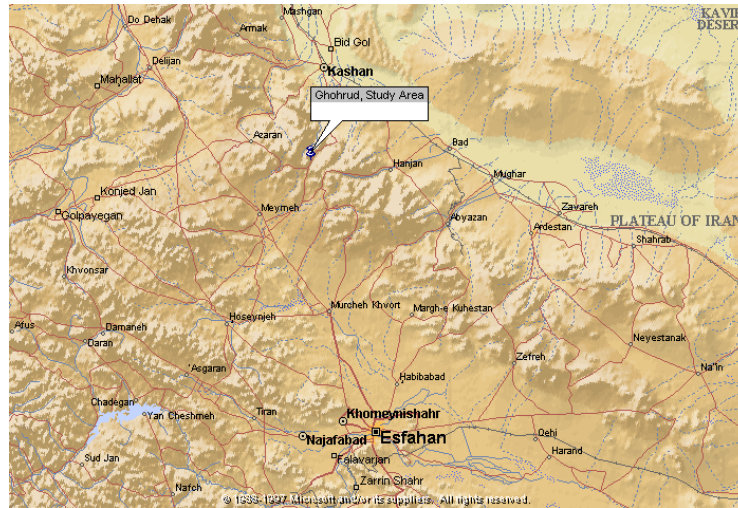 Mashgan
KAVIR
DESER
Do Dehak
Armak
Bid Gol
Delijan
Kashan
Mahallat
Ghohrud, Study Area
Azaran
Bad
Hanjan
Mughar
Konjed Jan
Golpayegan
Meymeh
Zavareh
Abyazan
PLATEAU OF IRAN
Ardestan
Shahrab
Khvonsar
Murcheh Khvort
Margh-e Kuhestan
Hoseynjeh
Afus
Damaneh
Daran
Neyestanak
Zefreh
Na"in
Asgaran
Habibabad
Chadegan
Yan Cheshmeh
Tiran
Khomeynishahr
Najafabad
Esfahan
Qehi
Falavarjan
Harand
Sud Jan
Zarrin Shahr
Nafch
© 1988-1997 Microsoft and/or its suppliers. All rights reserved.